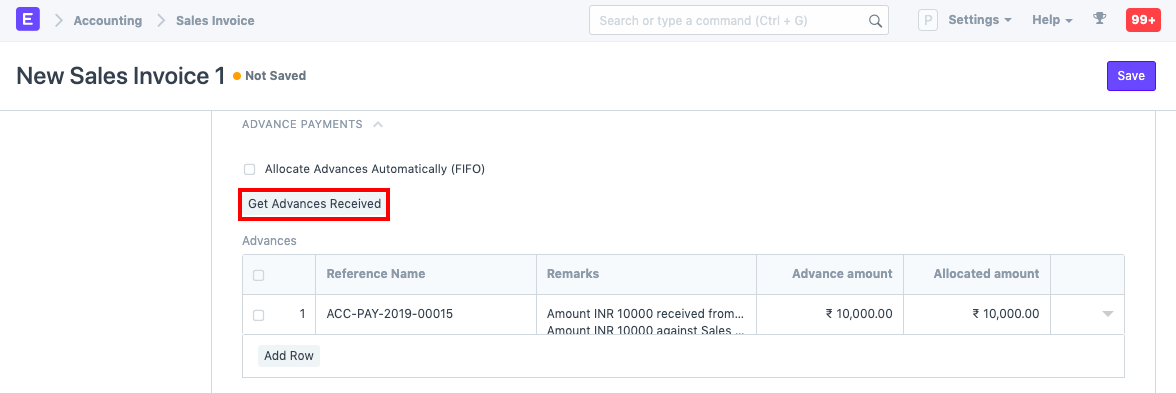 E Accounting Sales Invoice Search or type a command (Ctrl + G) P Settings Help 99+
New Sales Invoice 1 Not Saved Save
ADVANCE PAYMENTS
Allocate Advances Automatically (FIFO)
Get Advances Received
Advances
Reference Name Remarks Advance amount Allocated amount
1 ACC-PAY-2019-00015 Amount INR 10000 received from... ₹ 10,000.00 ₹ 10,000.00
Amount INR 10000 against Sales ...
Add Row